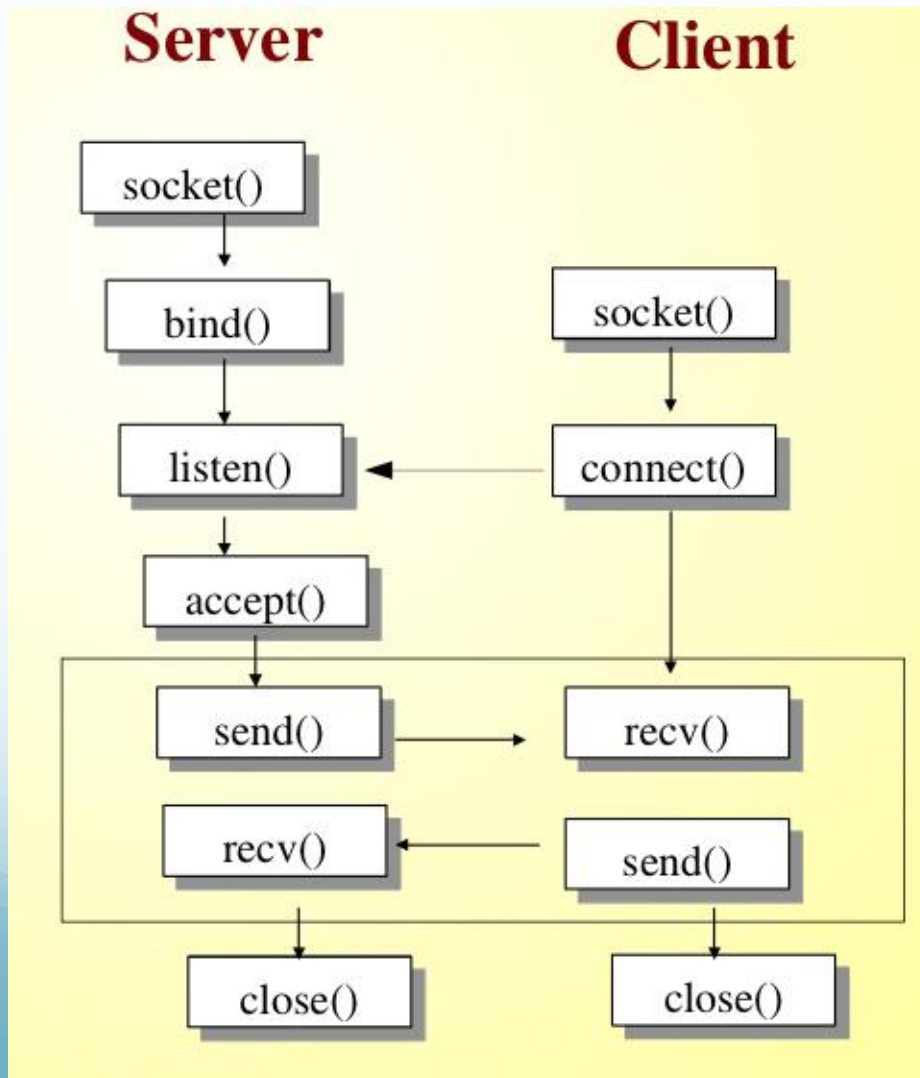 Server
Client
socket()
bind()
socket()
listen()
connect()
accept()
send()
recv()
recv()
send()
close()
close()